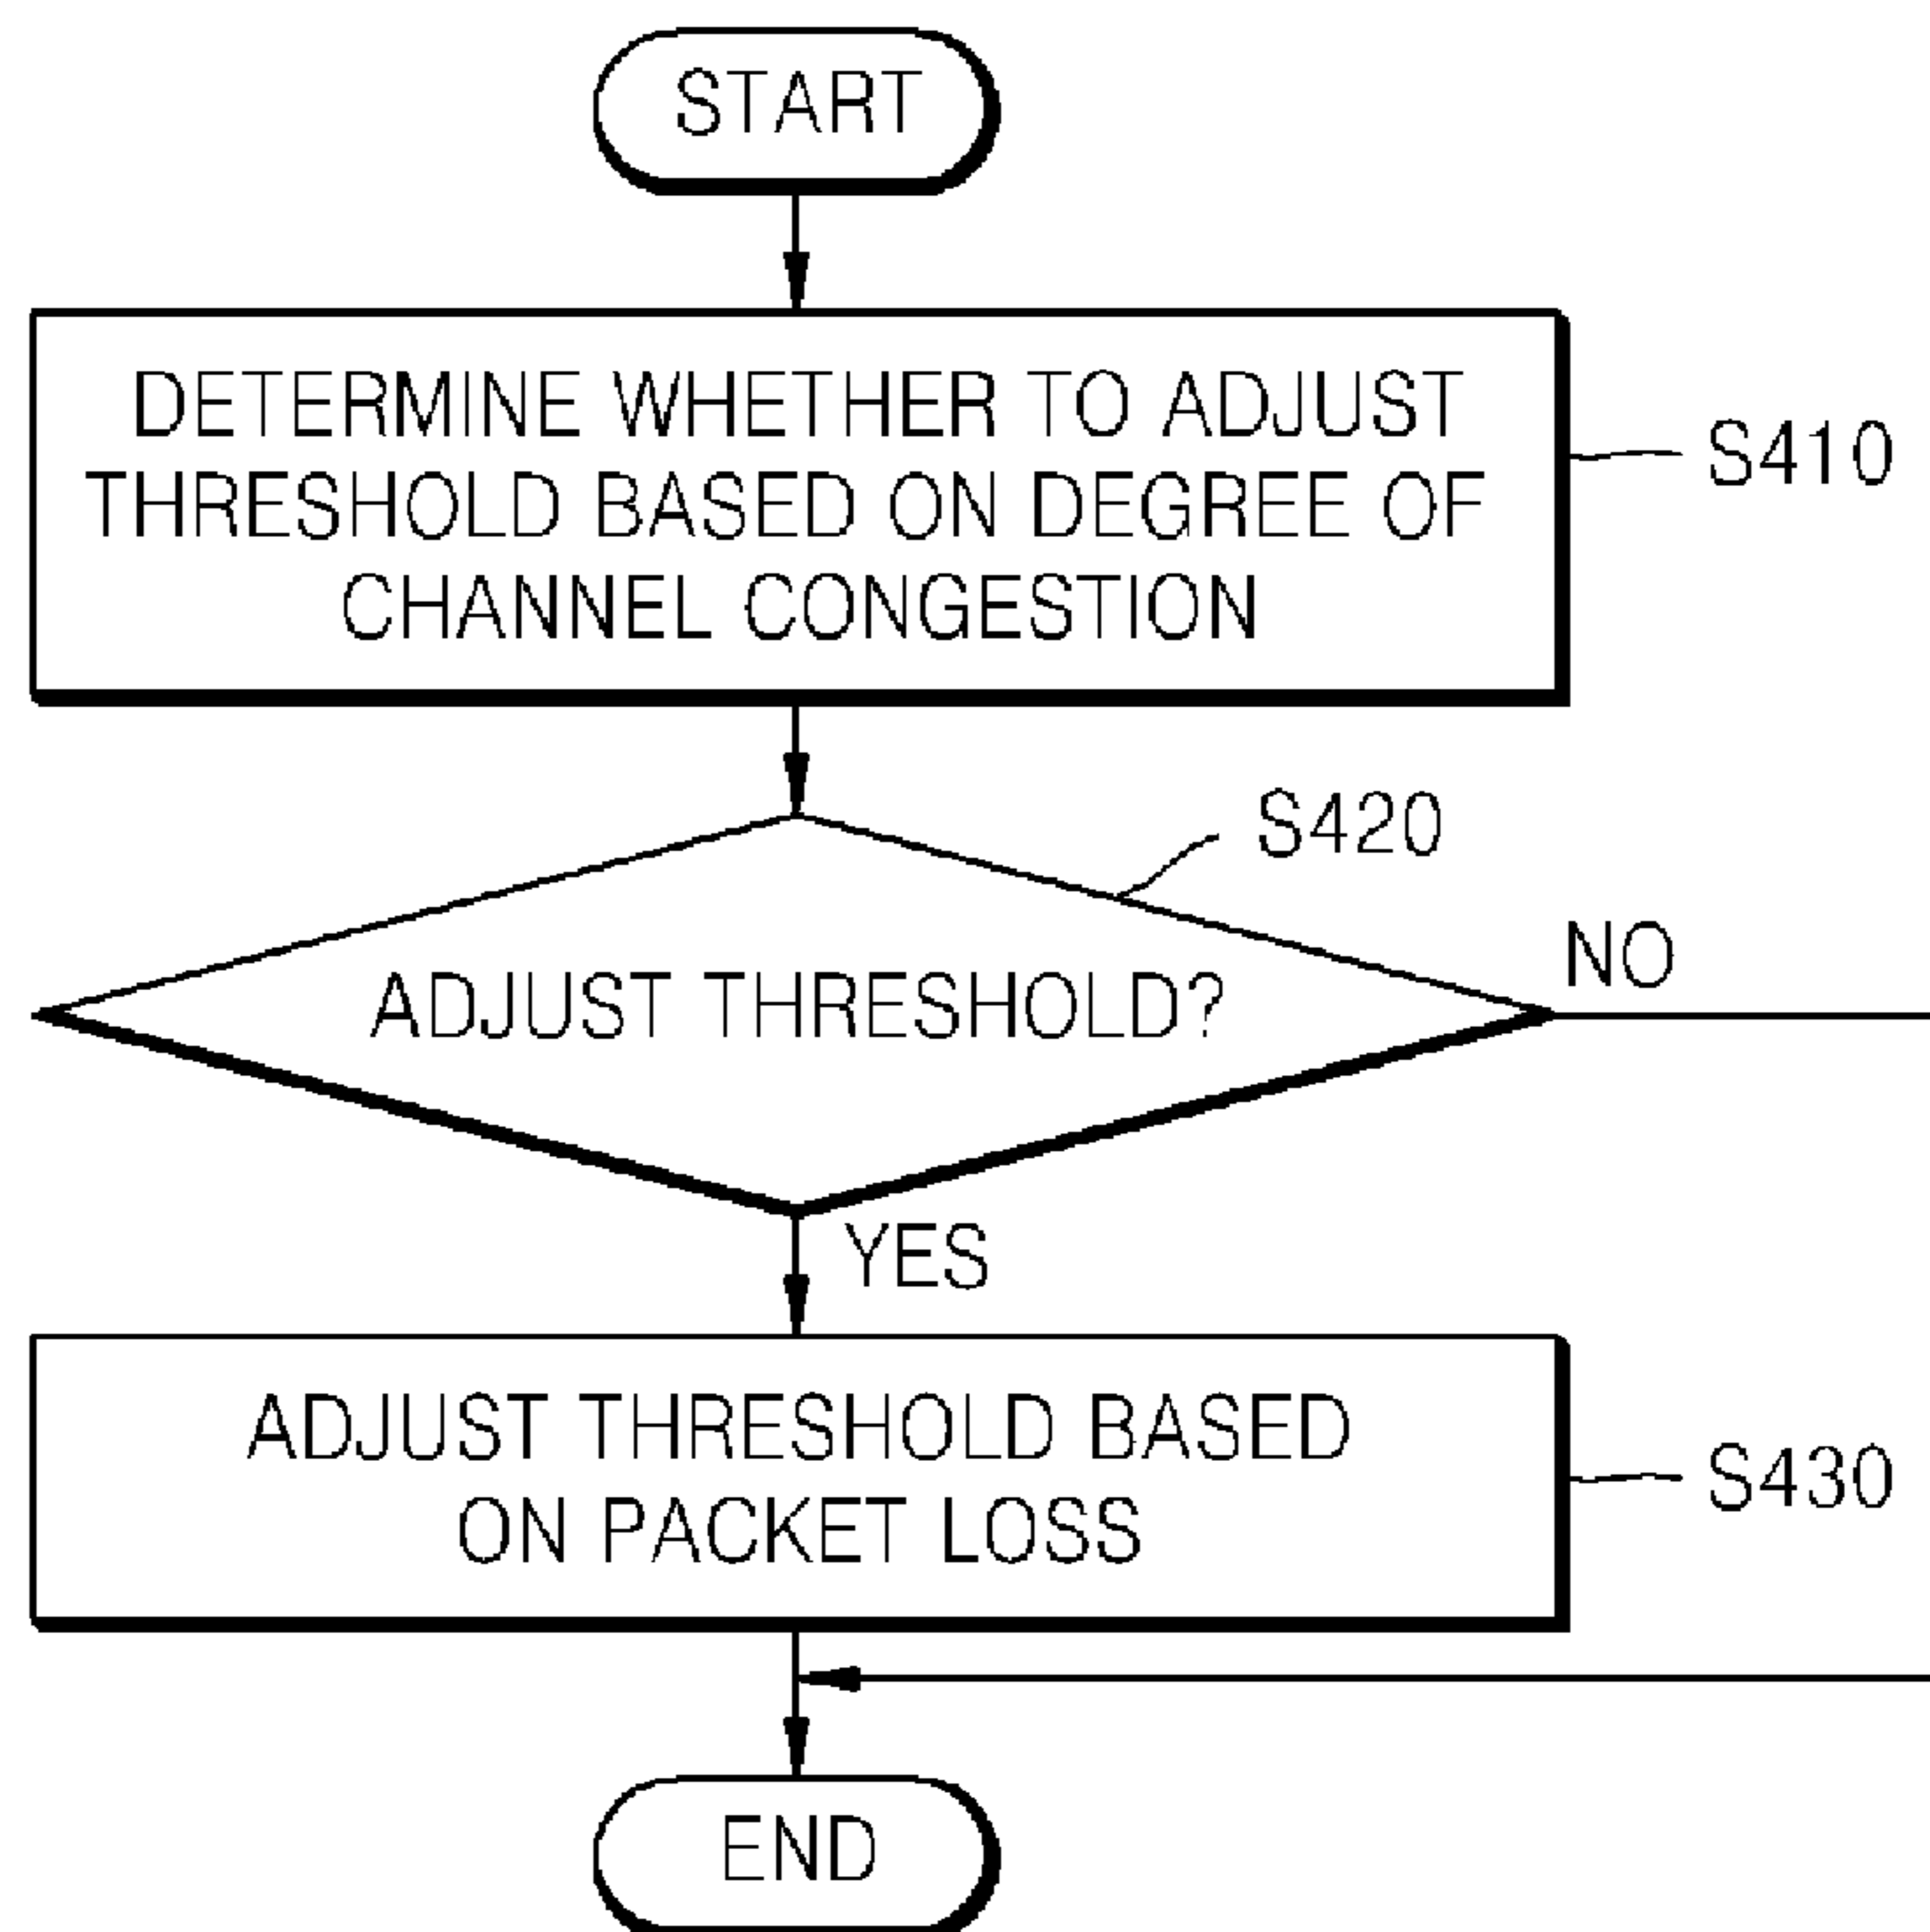 START
DETERMINE WHETHER TO ADJUST
THRESHOLD BASED ON DEGREE OF
CHANNEL CONGESTION
S410
S420
ADJUST THRESHOLD?
NO
YES
ADJUST THRESHOLD BASED
ON PACKET LOSS
S430
END